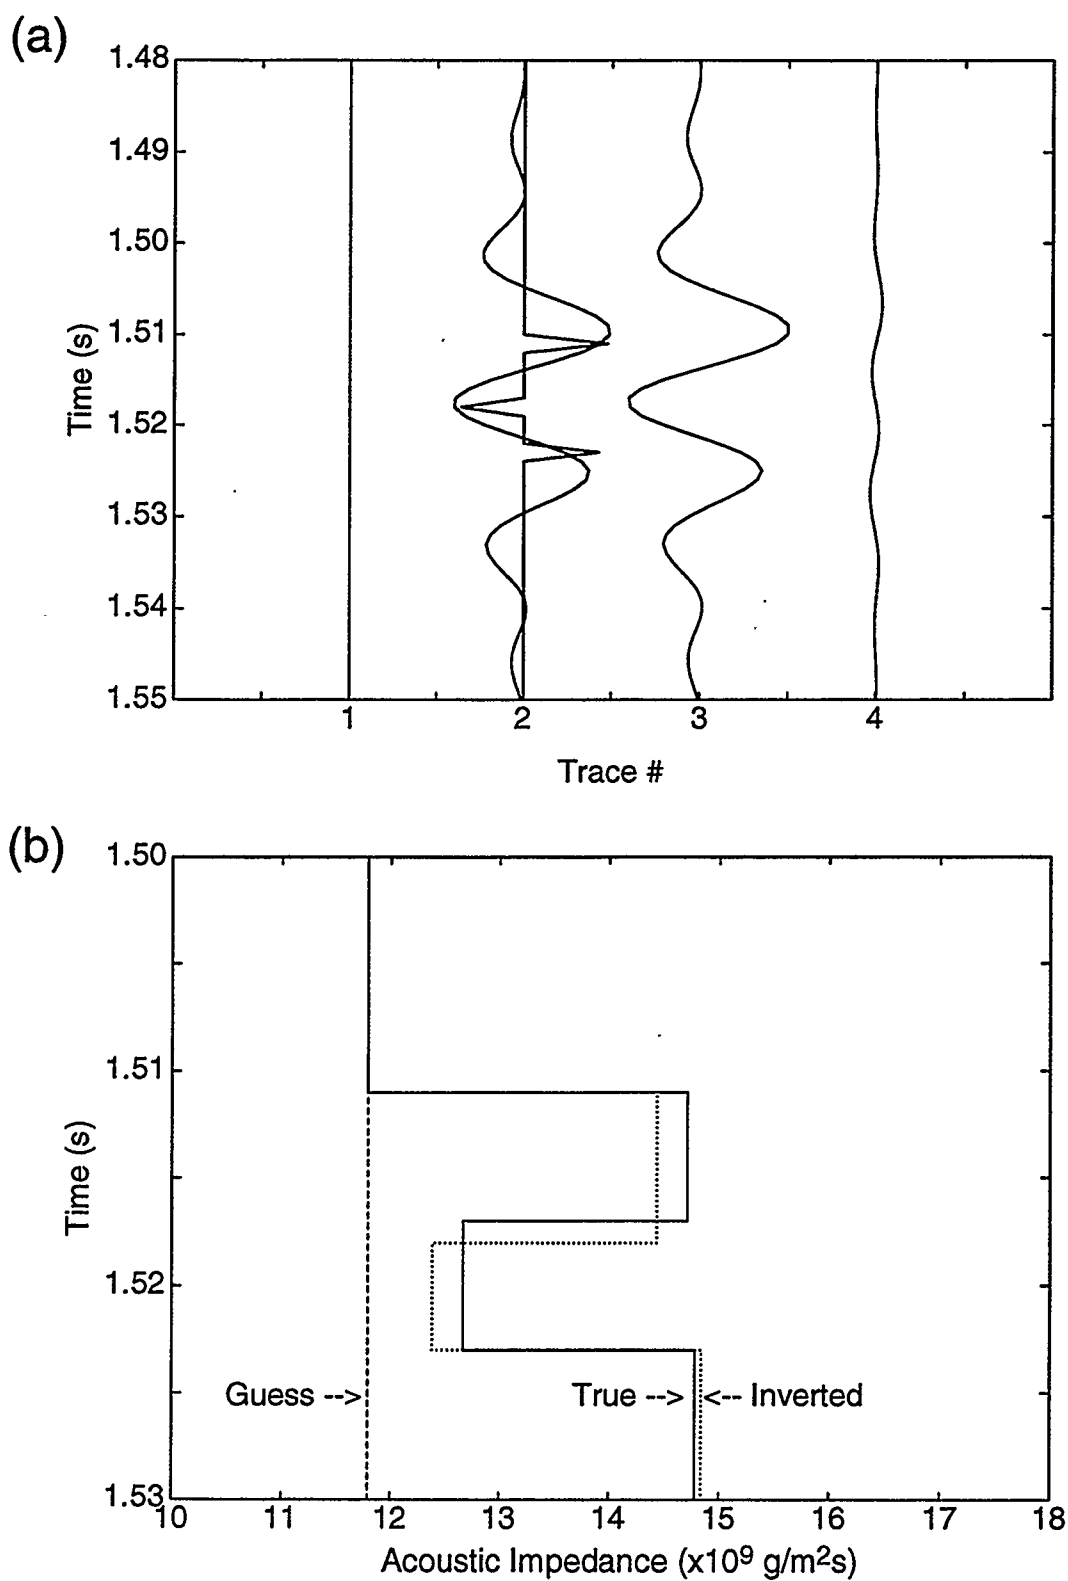 (a)
1.48
1.49
1.50
1.51
1.52
1.53
1.54
1.55
Time (s)
1 2 3 4
Trace #
(b)
1.50
1.51
1.52
1.53
Time (s)
Guess --> True --> <-- Inverted
10 11 12 13 14 15 16 17 18
Acoustic Impedance (x10⁹ g/m²s)